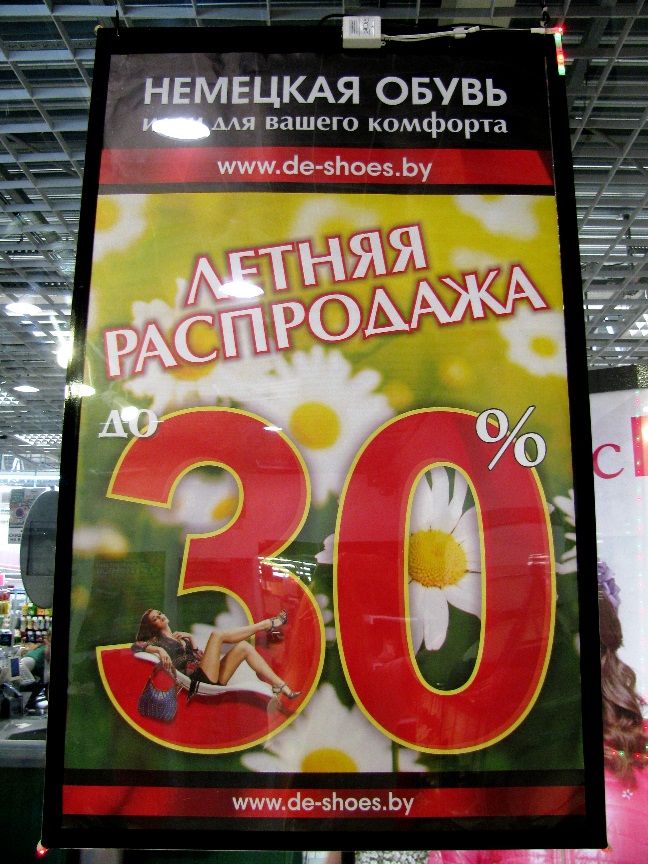 НЕМЕЦКАЯ ОБУВЬ
для вашего комфорта
www.de-shoes.by
ЛЕТНЯЯ
РАСПРОДАЖА
до 30%
www.de-shoes.by